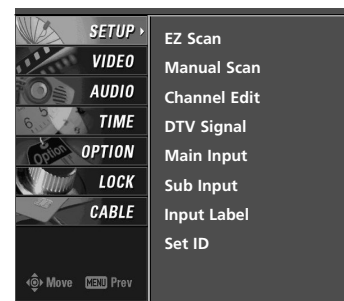 SETUP
VIDEO
AUDIO
TIME
OPTION
LOCK
CABLE
Move MENU Prev
EZ Scan
Manual Scan
Channel Edit
DTV Signal
Main Input
Sub Input
Input Label
Set ID